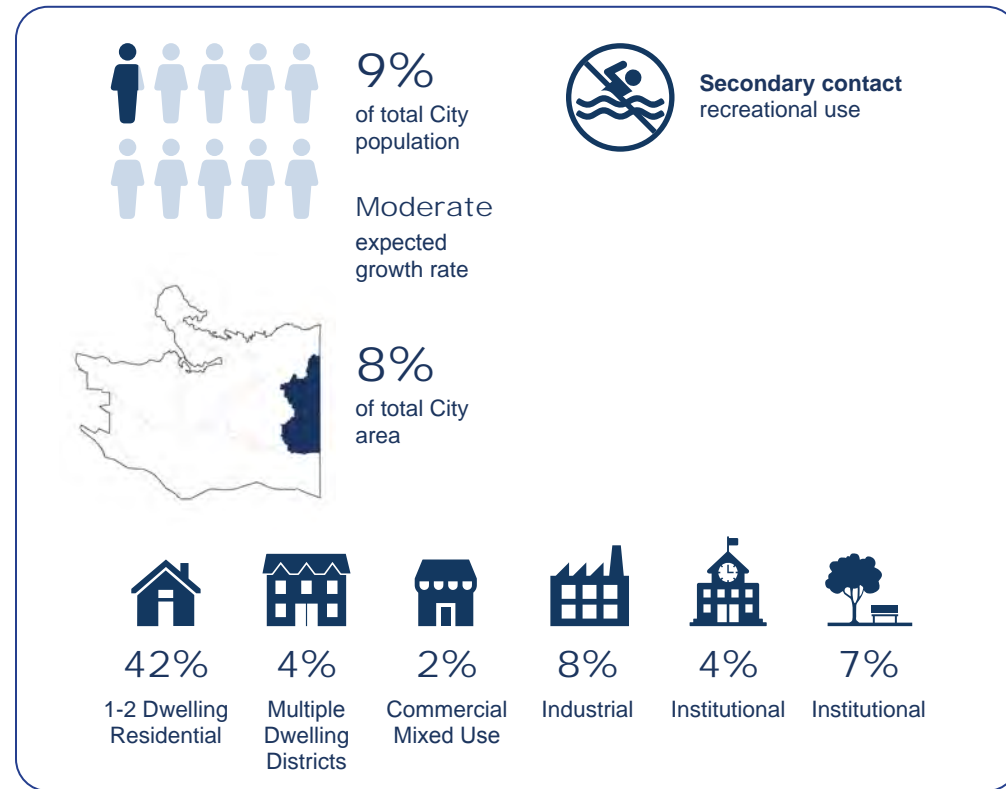 9%
of total City
population
Secondary contact
recreational use
Moderate
expected
growth rate
8%
of total City
area
42%
1-2 Dwelling
Residential
4%
Multiple
Dwelling
Districts
2%
Commercial
Mixed Use
8%
Industrial
4%
Institutional
7%
Institutional